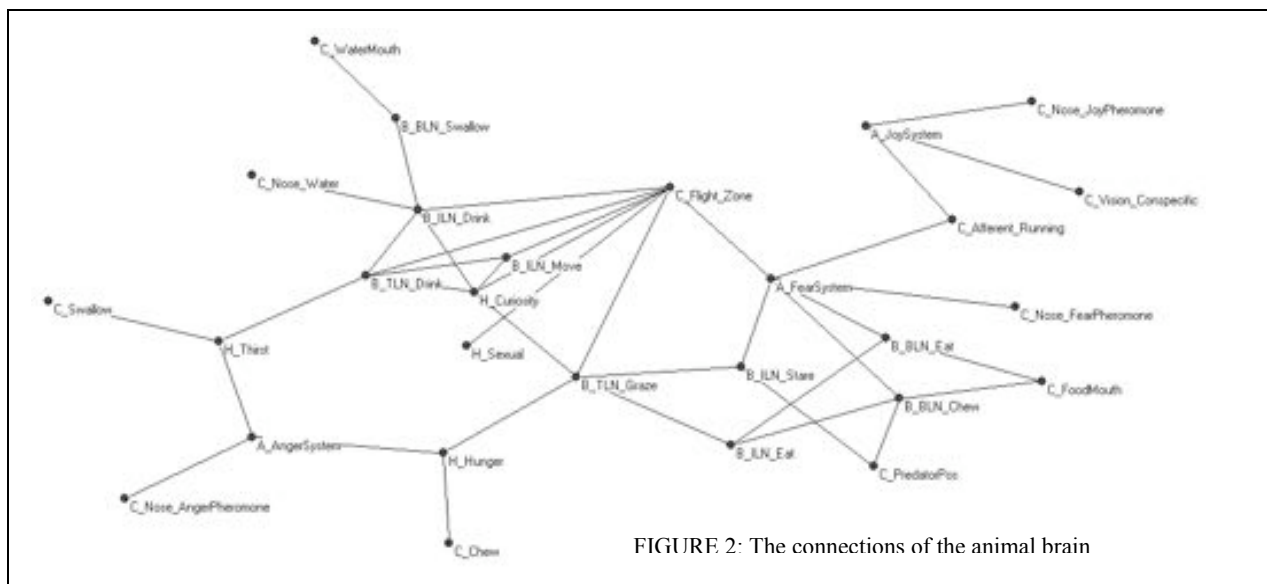 C_WaterMouth
C_Nose_JoyPheromone
B_BLN_Swallow
A_JoySystem
C_Nose_Water
C_Flight_Zone
C_Vision_Conspecific
B_ILN_Drink
C_Afferent_Running
B_ILN_Move
B_TLN_Drink
A_FearSystem
H_Curiosity
C_Swallow
C_Nose_FearPheromone
H_Thirst
H_Sexual
B_BLN_Eat
B_TLN_Graze
B_ILN_Stare
C_FoodMouth
B_BLN_Chew
A_AngerSystem
B_ILN_Eat
H_Hunger
C_PredatorPos
C_Nose_AngerPheromone
C_Chew
FIGURE 2: The connections of the animal brain